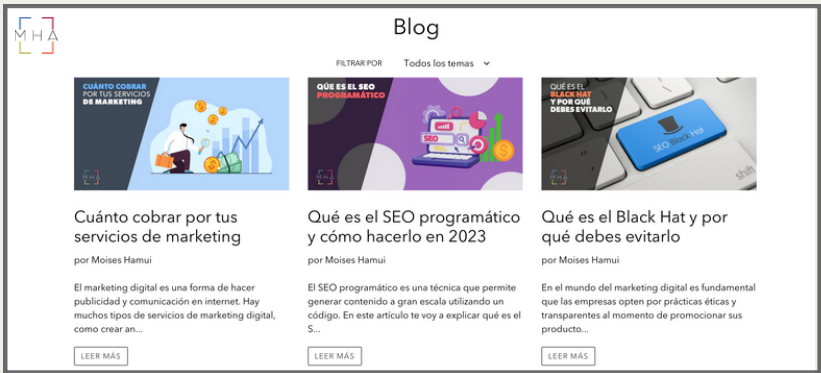 MHA
Blog
FILTRAR POR Todos los temas
CUÁNTO COBRAR
POR TUS SERVICIOS
DE MARKETING
MHA
QÚE ES EL SEO
PROGRAMÁTICO
SEO
MHA
QUÉ ES EL
BLACK HAT
Y POR QUÉ
DEBES EVITARLO
SEO Black Hat
shift
MHA
Cuánto cobrar por tus
servicios de marketing
por Moises Hamui
El marketing digital es una forma de hacer
publicidad y comunicación en internet. Hay
muchos tipos de servicios de marketing digital,
como crear an...
LEER MÁS
Qué es el SEO programático
y cómo hacerlo en 2023
por Moises Hamui
El SEO programático es una técnica que permite
generar contenido a gran escala utilizando un
código. En este artículo te voy a explicar qué es el
S...
LEER MÁS
Qué es el Black Hat y por
qué debes evitarlo
por Moises Hamui
En el mundo del marketing digital es fundamental
que las empresas opten por prácticas éticas y
transparentes al momento de promocionar sus
producto...
LEER MÁS